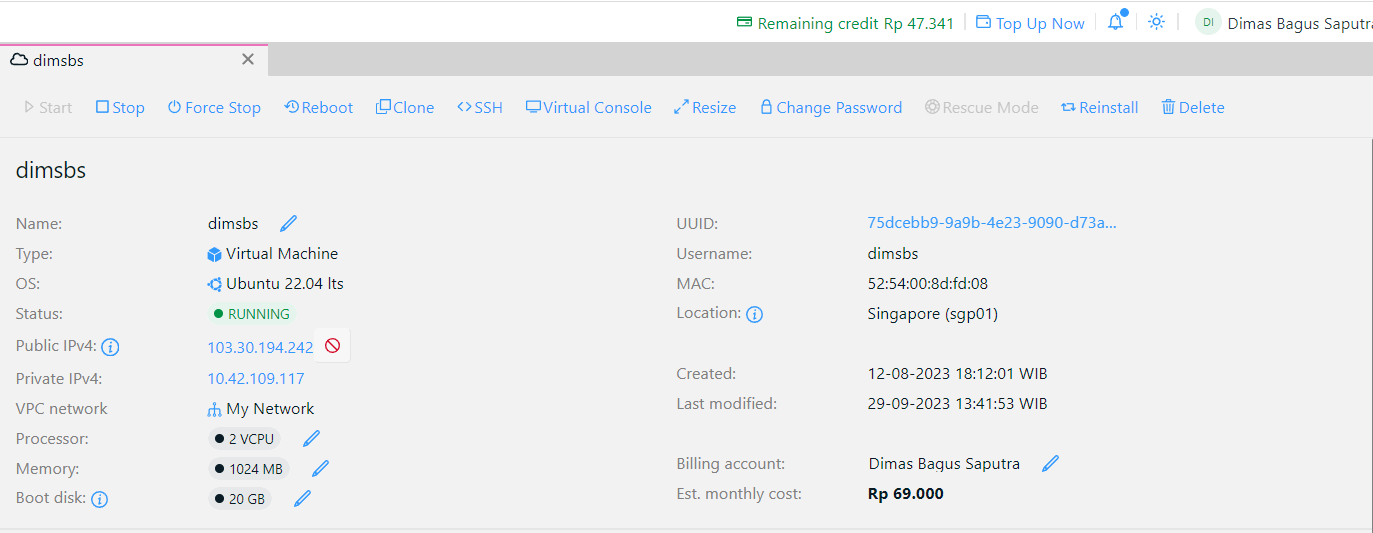 Remaining credit Rp 47.341 Top Up Now DI Dimas Bagus Saputra
dimsbs
Start Stop Force Stop Reboot Clone SSH Virtual Console Resize Change Password Rescue Mode Reinstall Delete
dimsbs
Name: dimsbs UUID: 75dcebb9-9a9b-4e23-9090-d73a...
Type: Virtual Machine Username: dimsbs
OS: Ubuntu 22.04 lts MAC: 52:54:00:8d:fd:08
Status: RUNNING Location: Singapore (sgp01)
Public IPv4: 103.30.194.242
Private IPv4: 10.42.109.117 Created: 12-08-2023 18:12:01 WIB
VPC network My Network Last modified: 29-09-2023 13:41:53 WIB
Processor: 2 VCPU
Memory: 1024 MB Billing account: Dimas Bagus Saputra
Boot disk: 20 GB Est. monthly cost: Rp 69.000